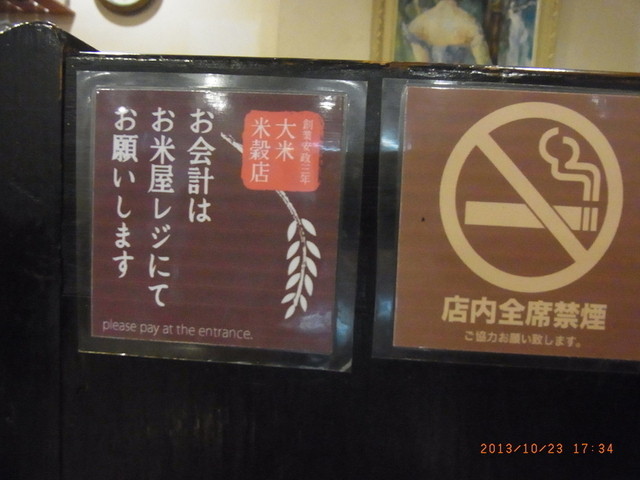 創業安政三年
大米
米穀店
お会計は
お米屋レジにて
お願いします
please pay at the entrance.
店内全席禁煙
ご協力お願い致します。
2013/10/23 17:34